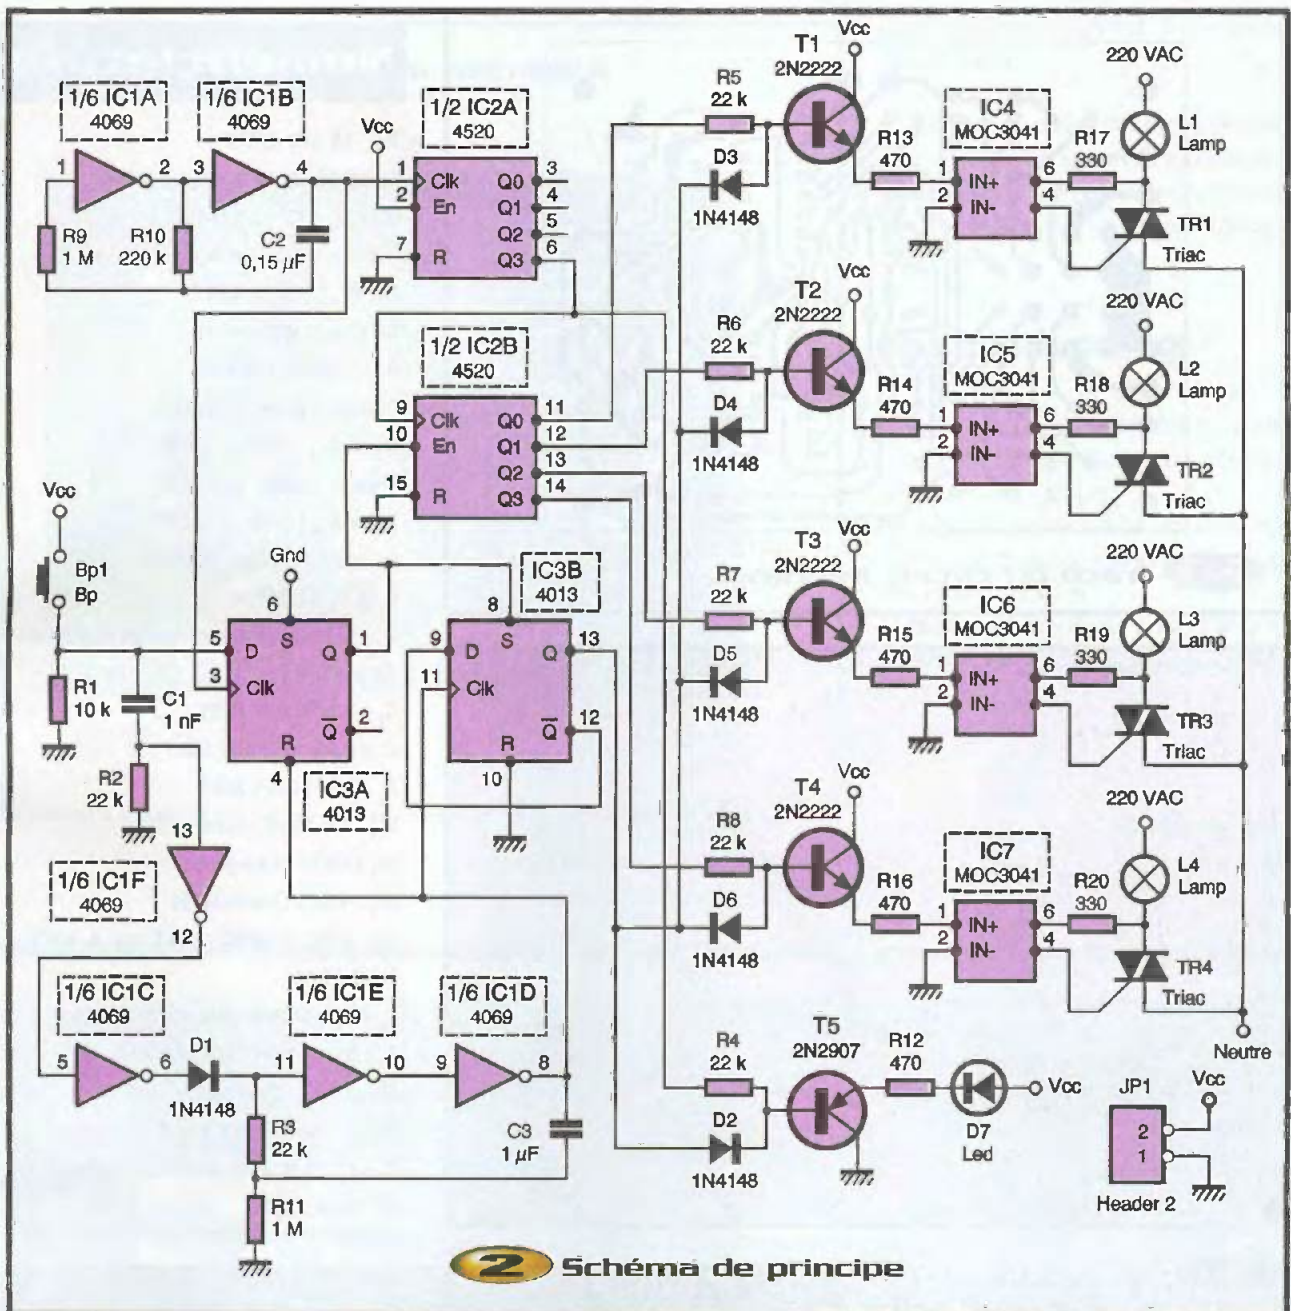 1/6 IC1A
4069
1/6 IC1B
4069
1
2
3
4
R9
1 M
R10
220 k
C2
0,15 µF
Vcc
1/2 IC2A
4520
1
2
7
Clk
En
R
Q0
Q1
Q2
Q3
3
4
5
6
1/2 IC2B
4520
9
10
15
Clk
En
R
Q0
Q1
Q2
Q3
11
12
13
14
Vcc
Bp1
Bp
R1
10 k
C1
1 nF
R2
22 k
Gnd
6
S
5
D
3
Clk
Q
1
Q̅
2
R
4
IC3A
4013
IC3B
4013
8
S
9
D
11
Clk
Q
13
Q̅
12
R
10
13
1/6 IC1F
4069
12
1/6 IC1C
4069
5
6
D1
1N4148
1/6 IC1E
4069
11
10
1/6 IC1D
4069
9
8
R3
22 k
R11
1 M
C3
1 µF
R5
22 k
D3
1N4148
T1
2N2222
Vcc
R13
470
IC4
MOC3041
1
2
IN+
IN-
6
4
R17
330
220 VAC
L1
Lamp
TR1
Triac
R6
22 k
D4
1N4148
T2
2N2222
Vcc
R14
470
IC5
MOC3041
1
2
IN+
IN-
6
4
R18
330
220 VAC
L2
Lamp
TR2
Triac
R7
22 k
D5
1N4148
T3
2N2222
Vcc
R15
470
IC6
MOC3041
1
2
IN+
IN-
6
4
R19
330
220 VAC
L3
Lamp
TR3
Triac
R8
22 k
D6
1N4148
T4
2N2222
Vcc
R16
470
IC7
MOC3041
1
2
IN+
IN-
6
4
R20
330
220 VAC
L4
Lamp
TR4
Triac
Neutre
R4
22 k
D2
1N4148
T5
2N2907
R12
470
D7
Led
Vcc
JP1
2
1
Header 2
Vcc
2 Schéma de principe